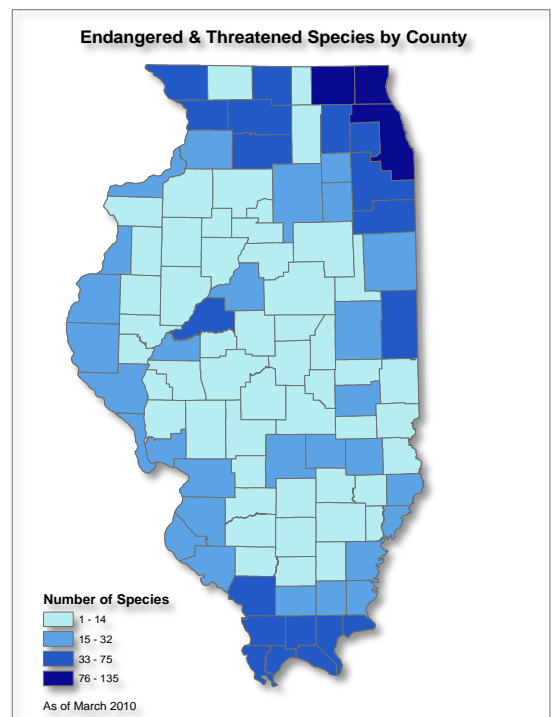 Endangered & Threatened Species by County
Number of Species
1 - 14
15 - 32
33 - 75
76 - 135
As of March 2010